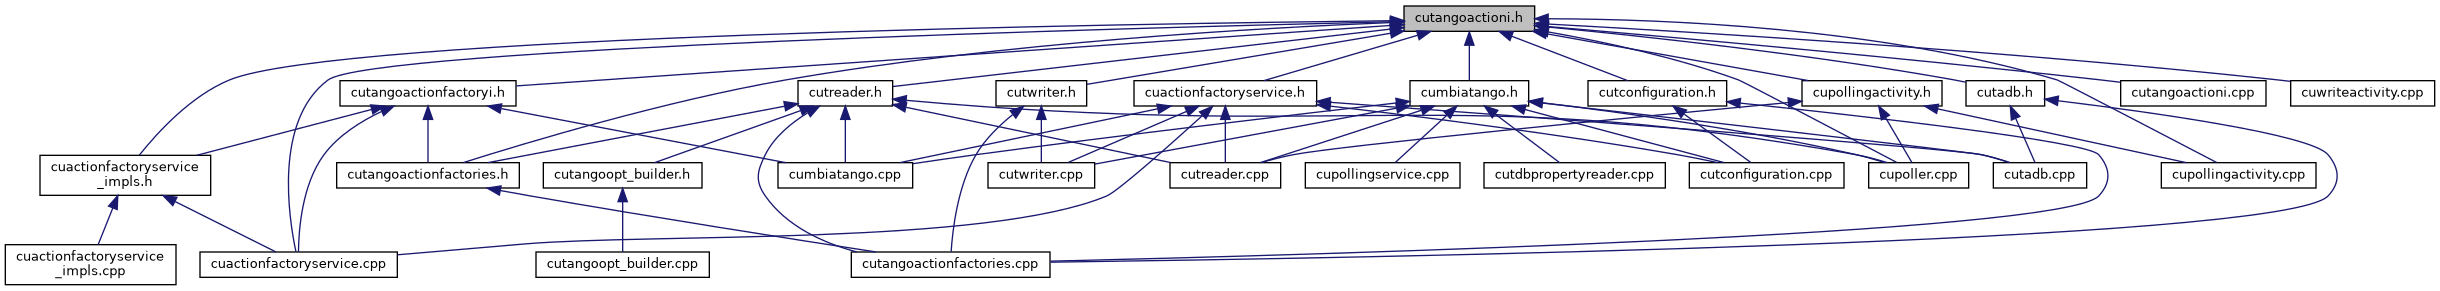 cutangoactioni.h
cutangoactionfactoryi.h
cutreader.h
cutwriter.h
cuactionfactoryservice.h
cumbiatango.h
cutconfiguration.h
cupollingactivity.h
cutadb.h
cutangoactioni.cpp
cuwriteactivity.cpp
cuactionfactoryservice
_impls.h
cutangoactionfactories.h
cutangoopt_builder.h
cumbiatango.cpp
cutwriter.cpp
cutreader.cpp
cupollingservice.cpp
cutdbpropertyreader.cpp
cutconfiguration.cpp
cupoller.cpp
cutadb.cpp
cupollingactivity.cpp
cuactionfactoryservice
_impls.cpp
cuactionfactoryservice.cpp
cutangoopt_builder.cpp
cutangoactionfactories.cpp